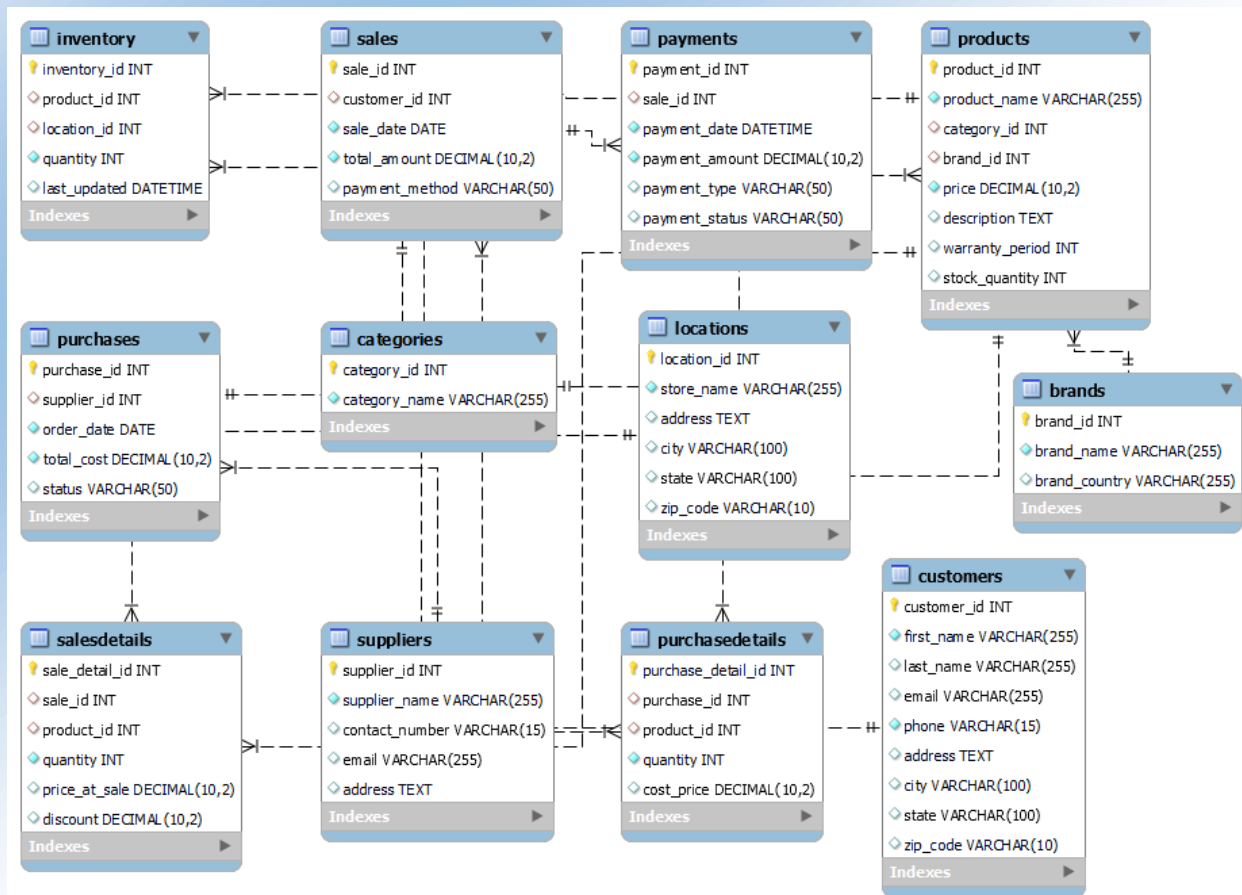 inventory
inventory_id INT
product_id INT
location_id INT
quantity INT
last_updated DATETIME
Indexes
sales
sale_id INT
customer_id INT
sale_date DATE
total_amount DECIMAL(10,2)
payment_method VARCHAR(50)
Indexes
payments
payment_id INT
sale_id INT
payment_date DATETIME
payment_amount DECIMAL(10,2)
payment_type VARCHAR(50)
payment_status VARCHAR(50)
Indexes
products
product_id INT
product_name VARCHAR(255)
category_id INT
brand_id INT
price DECIMAL(10,2)
description TEXT
warranty_period INT
stock_quantity INT
Indexes
purchases
purchase_id INT
supplier_id INT
order_date DATE
total_cost DECIMAL(10,2)
status VARCHAR(50)
Indexes
categories
category_id INT
category_name VARCHAR(255)
Indexes
locations
location_id INT
store_name VARCHAR(255)
address TEXT
city VARCHAR(100)
state VARCHAR(100)
zip_code VARCHAR(10)
Indexes
brands
brand_id INT
brand_name VARCHAR(255)
brand_country VARCHAR(255)
Indexes
salesdetails
sale_detail_id INT
sale_id INT
product_id INT
quantity INT
price_at_sale DECIMAL(10,2)
discount DECIMAL(10,2)
Indexes
suppliers
supplier_id INT
supplier_name VARCHAR(255)
contact_number VARCHAR(15)
email VARCHAR(255)
address TEXT
Indexes
purchasedetails
purchase_detail_id INT
purchase_id INT
product_id INT
quantity INT
cost_price DECIMAL(10,2)
Indexes
customers
customer_id INT
first_name VARCHAR(255)
last_name VARCHAR(255)
email VARCHAR(255)
phone VARCHAR(15)
address TEXT
city VARCHAR(100)
state VARCHAR(100)
zip_code VARCHAR(10)
Indexes